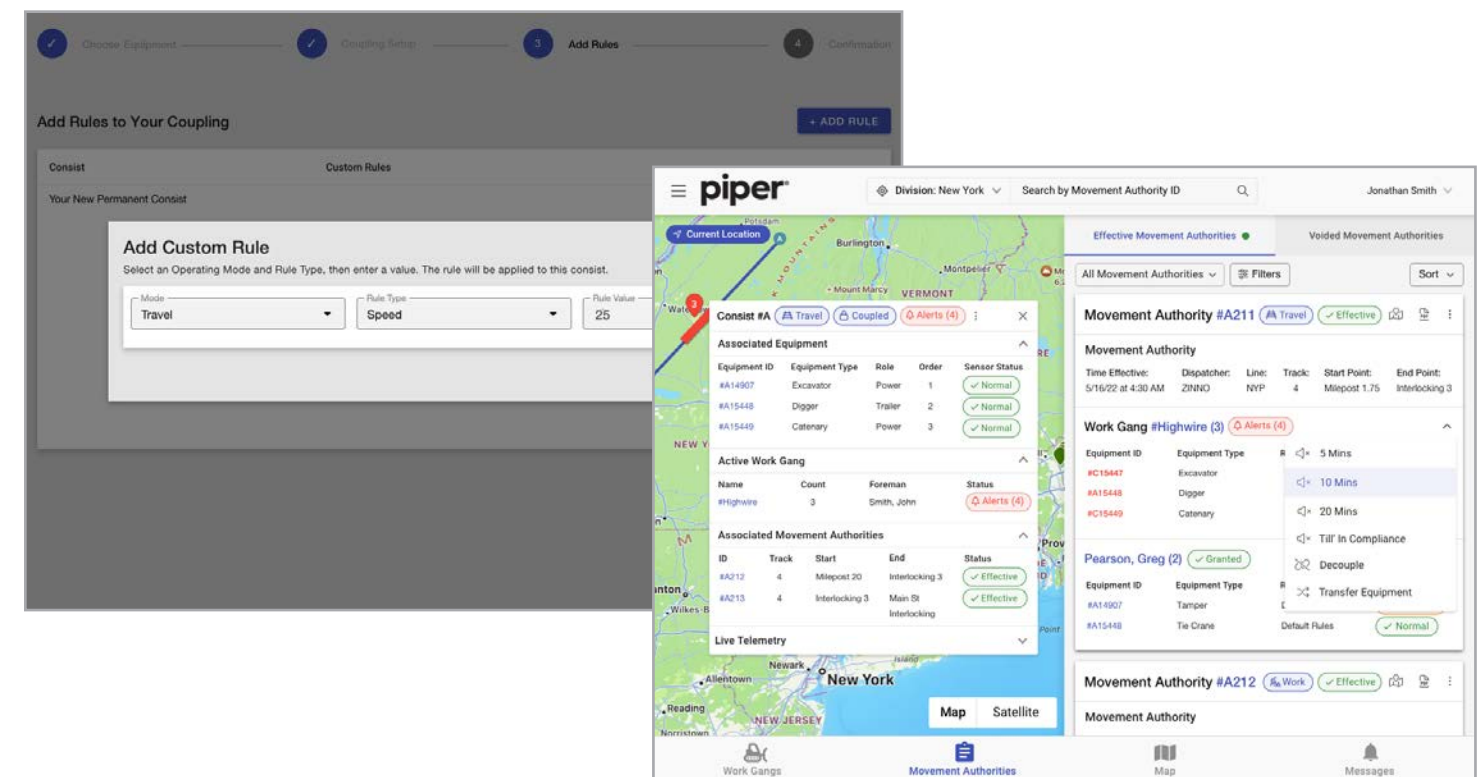 Choose Equipment
Coupling Setup
3
Add Rules
4
Confirmation
Add Rules to Your Coupling
+ ADD RULE
Consist
Custom Rules
Your New Permanent Consist
Add Custom Rule
Select an Operating Mode and Rule Type, then enter a value. The rule will be applied to this consist.
Mode
Travel
Rule Type
Speed
Rule Value
25
piper
Division: New York
Search by Movement Authority ID
Jonathan Smith
Current Location
Potsdam
A
Burlington
Montpelier
Mount Marcy
VERMONT
3
Consist #A
Travel
Coupled
Alerts (4)
Associated Equipment
Equipment ID Equipment Type Role Order Sensor Status
#A14907 Excavator Power 1 Normal
#A15448 Digger Trailer 2 Normal
#A15449 Catenary Power 3 Normal
Active Work Gang
Name Count Foreman Status
#Highwire 3 Smith, John Alerts (4)
Associated Movement Authorities
ID Track Start End Status
#A212 4 Milepost 20 Interlocking 3 Effective
#A213 4 Interlocking 3 Main St Interlocking Effective
Live Telemetry
NEW Y
Prov
Point
Wilkes-B
Newark
Island
Allentown
New York
Reading
NEW JERSEY
Norristown
Map
Satellite
Effective Movement Authorities
Voided Movement Authorities
All Movement Authorities
Filters
Sort
Movement Authority #A211
Travel
Effective
Movement Authority
Time Effective: Dispatcher: Line: Track: Start Point: End Point:
5/16/22 at 4:30 AM ZINNO NYP 4 Milepost 1.75 Interlocking 3
Work Gang #Highwire (3)
Alerts (4)
Equipment ID Equipment Type R
#C15447 Excavator
#A15448 Digger
#C15449 Catenary
5 Mins
10 Mins
20 Mins
Till' In Compliance
Decouple
Transfer Equipment
Pearson, Greg (2)
Granted
Equipment ID Equipment Type R
#A14907 Tamper
#A15448 Tie Crane Default Rules Normal
Movement Authority #A212
Work
Effective
Movement Authority
Work Gangs
Movement Authorities
Map
Messages